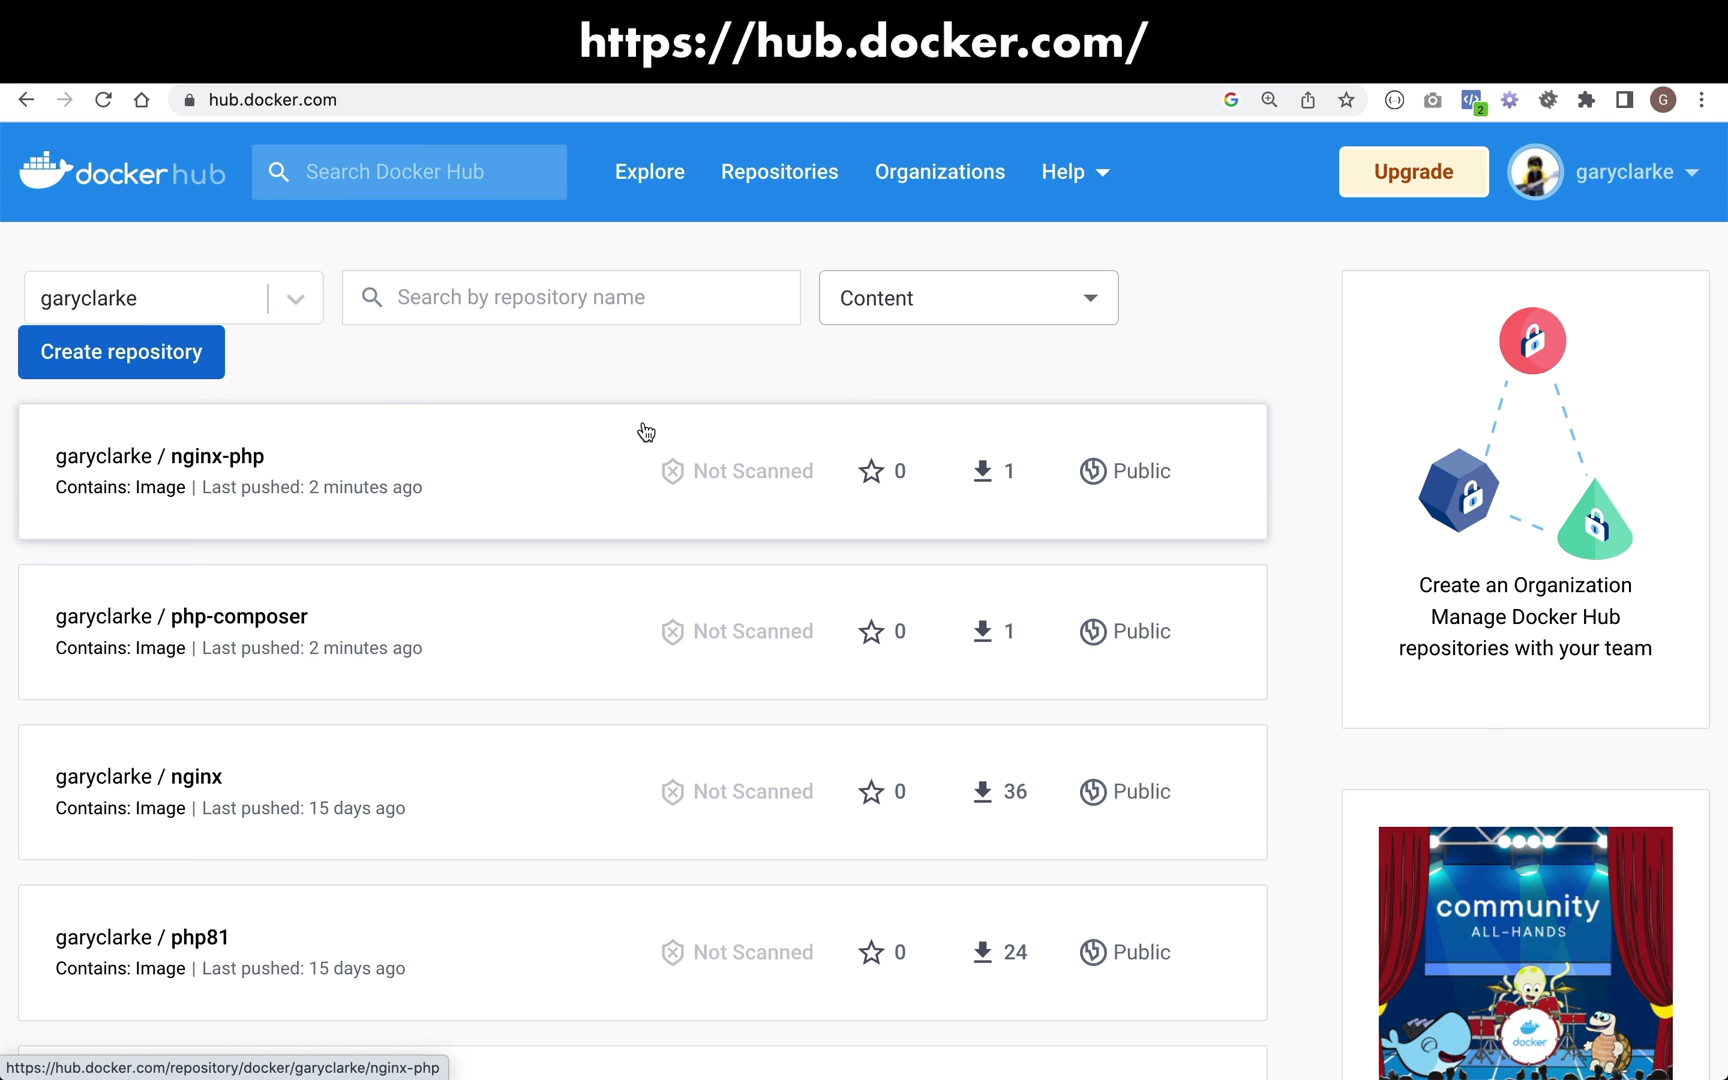 https://hub.docker.com/
hub.docker.com
2
G
dockerhub
Search Docker Hub
Explore
Repositories
Organizations
Help
Upgrade
garyclarke
garyclarke
Search by repository name
Content
Create repository
garyclarke / nginx-php
Contains: Image | Last pushed: 2 minutes ago
Not Scanned
0
1
Public
garyclarke / php-composer
Contains: Image | Last pushed: 2 minutes ago
Not Scanned
0
1
Public
garyclarke / nginx
Contains: Image | Last pushed: 15 days ago
Not Scanned
0
36
Public
garyclarke / php81
Contains: Image | Last pushed: 15 days ago
Not Scanned
0
24
Public
Create an Organization
Manage Docker Hub
repositories with your team
community
ALL-HANDS
docker
https://hub.docker.com/repository/docker/garyclarke/nginx-php